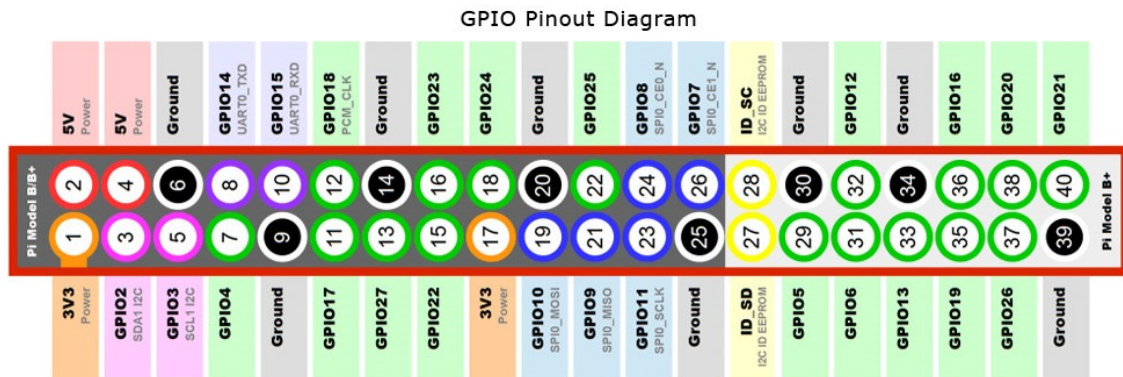 GPIO Pinout Diagram
5V
Power
5V
Power
Ground
GPIO14
UART0_TXD
GPIO15
UART0_RXD
GPIO18
PCM_CLK
Ground
GPIO23
GPIO24
Ground
GPIO25
GPIO8
SPI0_CE0_N
GPIO7
SPI0_CE1_N
ID_SC
I2C ID EEPROM
Ground
GPIO12
Ground
GPIO16
GPIO20
GPIO21
Pi Model B/B+
2 4 6 8 10 12 14 16 18 20 22 24 26 28 30 32 34 36 38 40
1 3 5 7 9 11 13 15 17 19 21 23 25 27 29 31 33 35 37 39
Pi Model B+
3V3
Power
GPIO2
SDA1 I2C
GPIO3
SCL1 I2C
GPIO4
Ground
GPIO17
GPIO27
GPIO22
3V3
Power
GPIO10
SPI0_MOSI
GPIO9
SPI0_MISO
GPIO11
SPI0_SCLK
Ground
ID_SD
I2C ID EEPROM
GPIO5
GPIO6
GPIO13
GPIO19
GPIO26
Ground